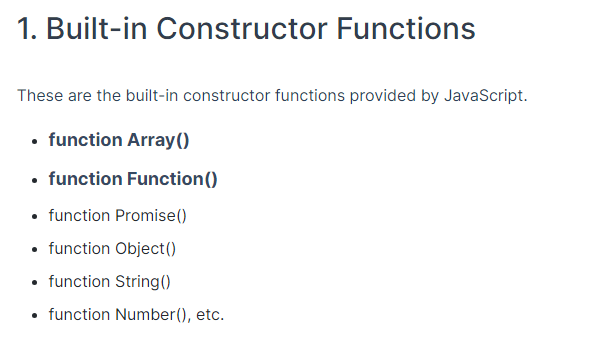 1. Built-in Constructor Functions
These are the built-in constructor functions provided by JavaScript.
• function Array()
• function Function()
• function Promise()
• function Object()
• function String()
• function Number(), etc.